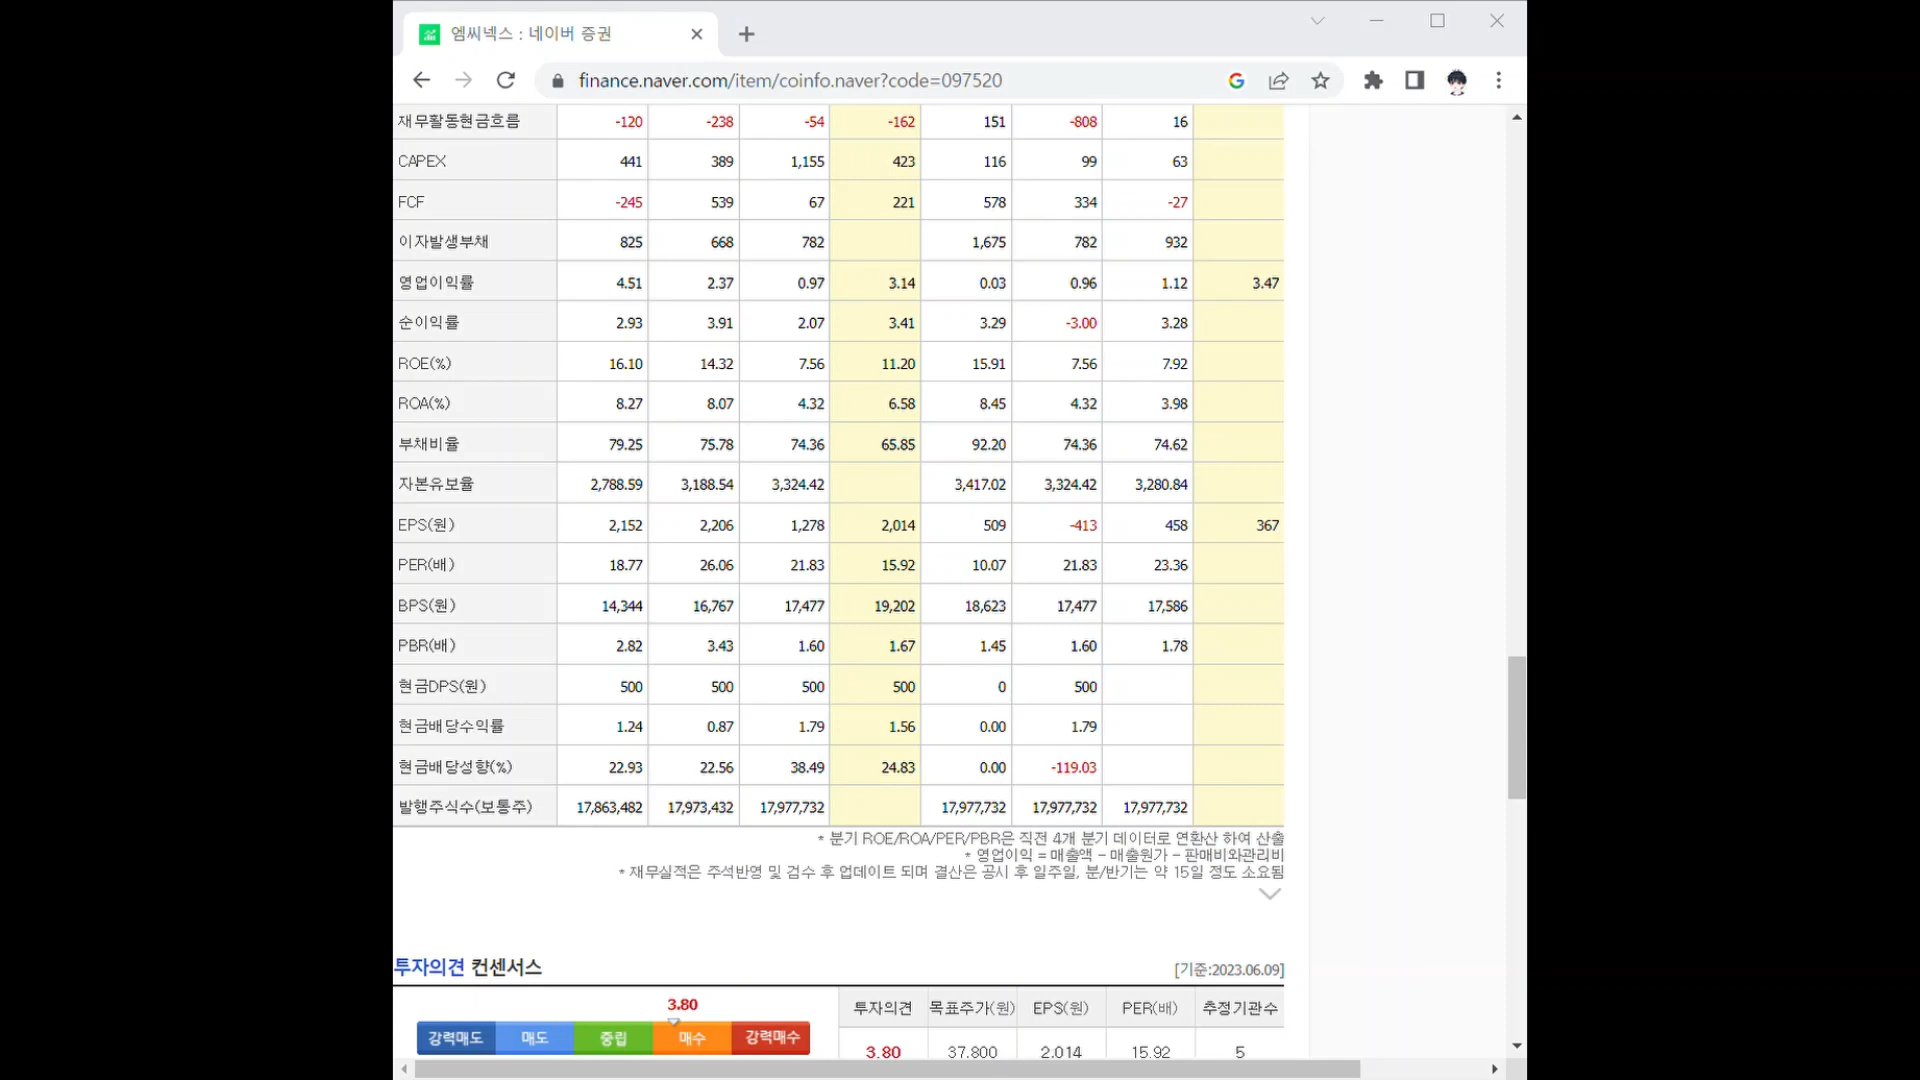 엠씨넥스 : 네이버 증권
finance.naver.com/item/coinfo.naver?code=097520
재무활동현금흐름 -120 -238 -54 -162 151 -808 16
CAPEX 441 389 1,155 423 116 99 63
FCF -245 539 67 221 578 334 -27
이자발생부채 825 668 782 1,675 782 932
영업이익률 4.51 2.37 0.97 3.14 0.03 0.96 1.12 3.47
순이익률 2.93 3.91 2.07 3.41 3.29 -3.00 3.28
ROE(%) 16.10 14.32 7.56 11.20 15.91 7.56 7.92
ROA(%) 8.27 8.07 4.32 6.58 8.45 4.32 3.98
부채비율 79.25 75.78 74.36 65.85 92.20 74.36 74.62
자본유보율 2,788.59 3,188.54 3,324.42 3,417.02 3,324.42 3,280.84
EPS(원) 2,152 2,206 1,278 2,014 509 -413 458 367
PER(배) 18.77 26.06 21.83 15.92 10.07 21.83 23.36
BPS(원) 14,344 16,767 17,477 19,202 18,623 17,477 17,586
PBR(배) 2.82 3.43 1.60 1.67 1.45 1.60 1.78
현금DPS(원) 500 500 500 500 0 500
현금배당수익률 1.24 0.87 1.79 1.56 0.00 1.79
현금배당성향(%) 22.93 22.56 38.49 24.83 0.00 -119.03
발행주식수(보통주) 17,863,482 17,973,432 17,977,732 17,977,732 17,977,732 17,977,732
* 분기 ROE/ROA/PER/PBR은 직전 4개 분기 데이터로 연환산 하여 산출
* 영업이익 = 매출액 - 매출원가 - 판매비와관리비
* 재무실적은 주석반영 및 검수 후 업데이트 되며 결산은 공시 후 일주일, 분/반기는 약 15일 정도 소요됨
투자의견 컨센서스 [기준:2023.06.09]
3.80
강력매도 매도 중립 매수 강력매수
투자의견 목표주가(원) EPS(원) PER(배) 추정기관수
3.80 37,800 2,014 15.92 5